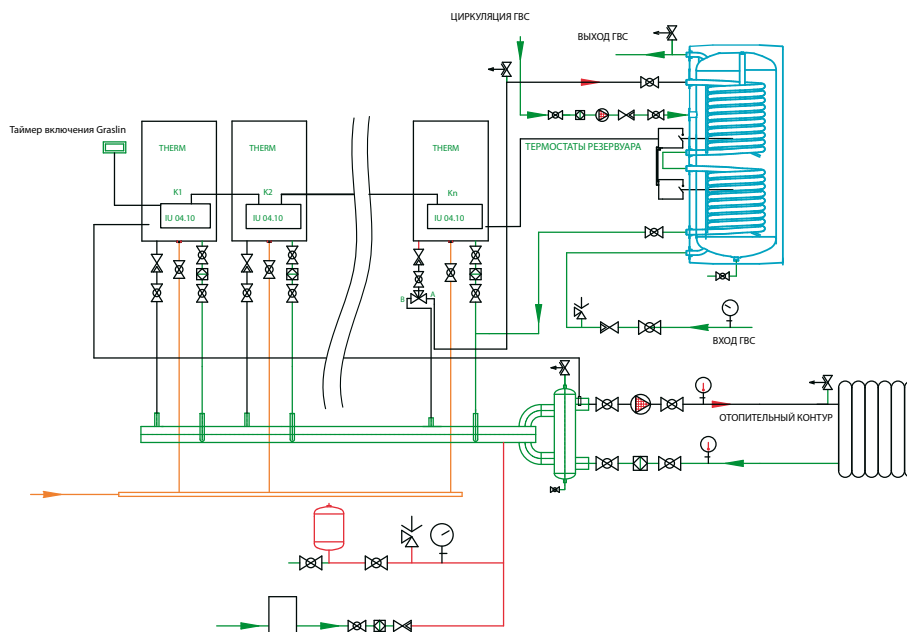 ЦИРКУЛЯЦИЯ ГВС
ВЫХОД ГВС
Таймер включения Graslin
THERM
THERM
THERM
ТЕРМОСТАТЫ РЕЗЕРВУАРА
K1
K2
Kn
IU 04.10
IU 04.10
IU 04.10
B
A
ВХОД ГВС
ОТОПИТЕЛЬНЫЙ КОНТУР